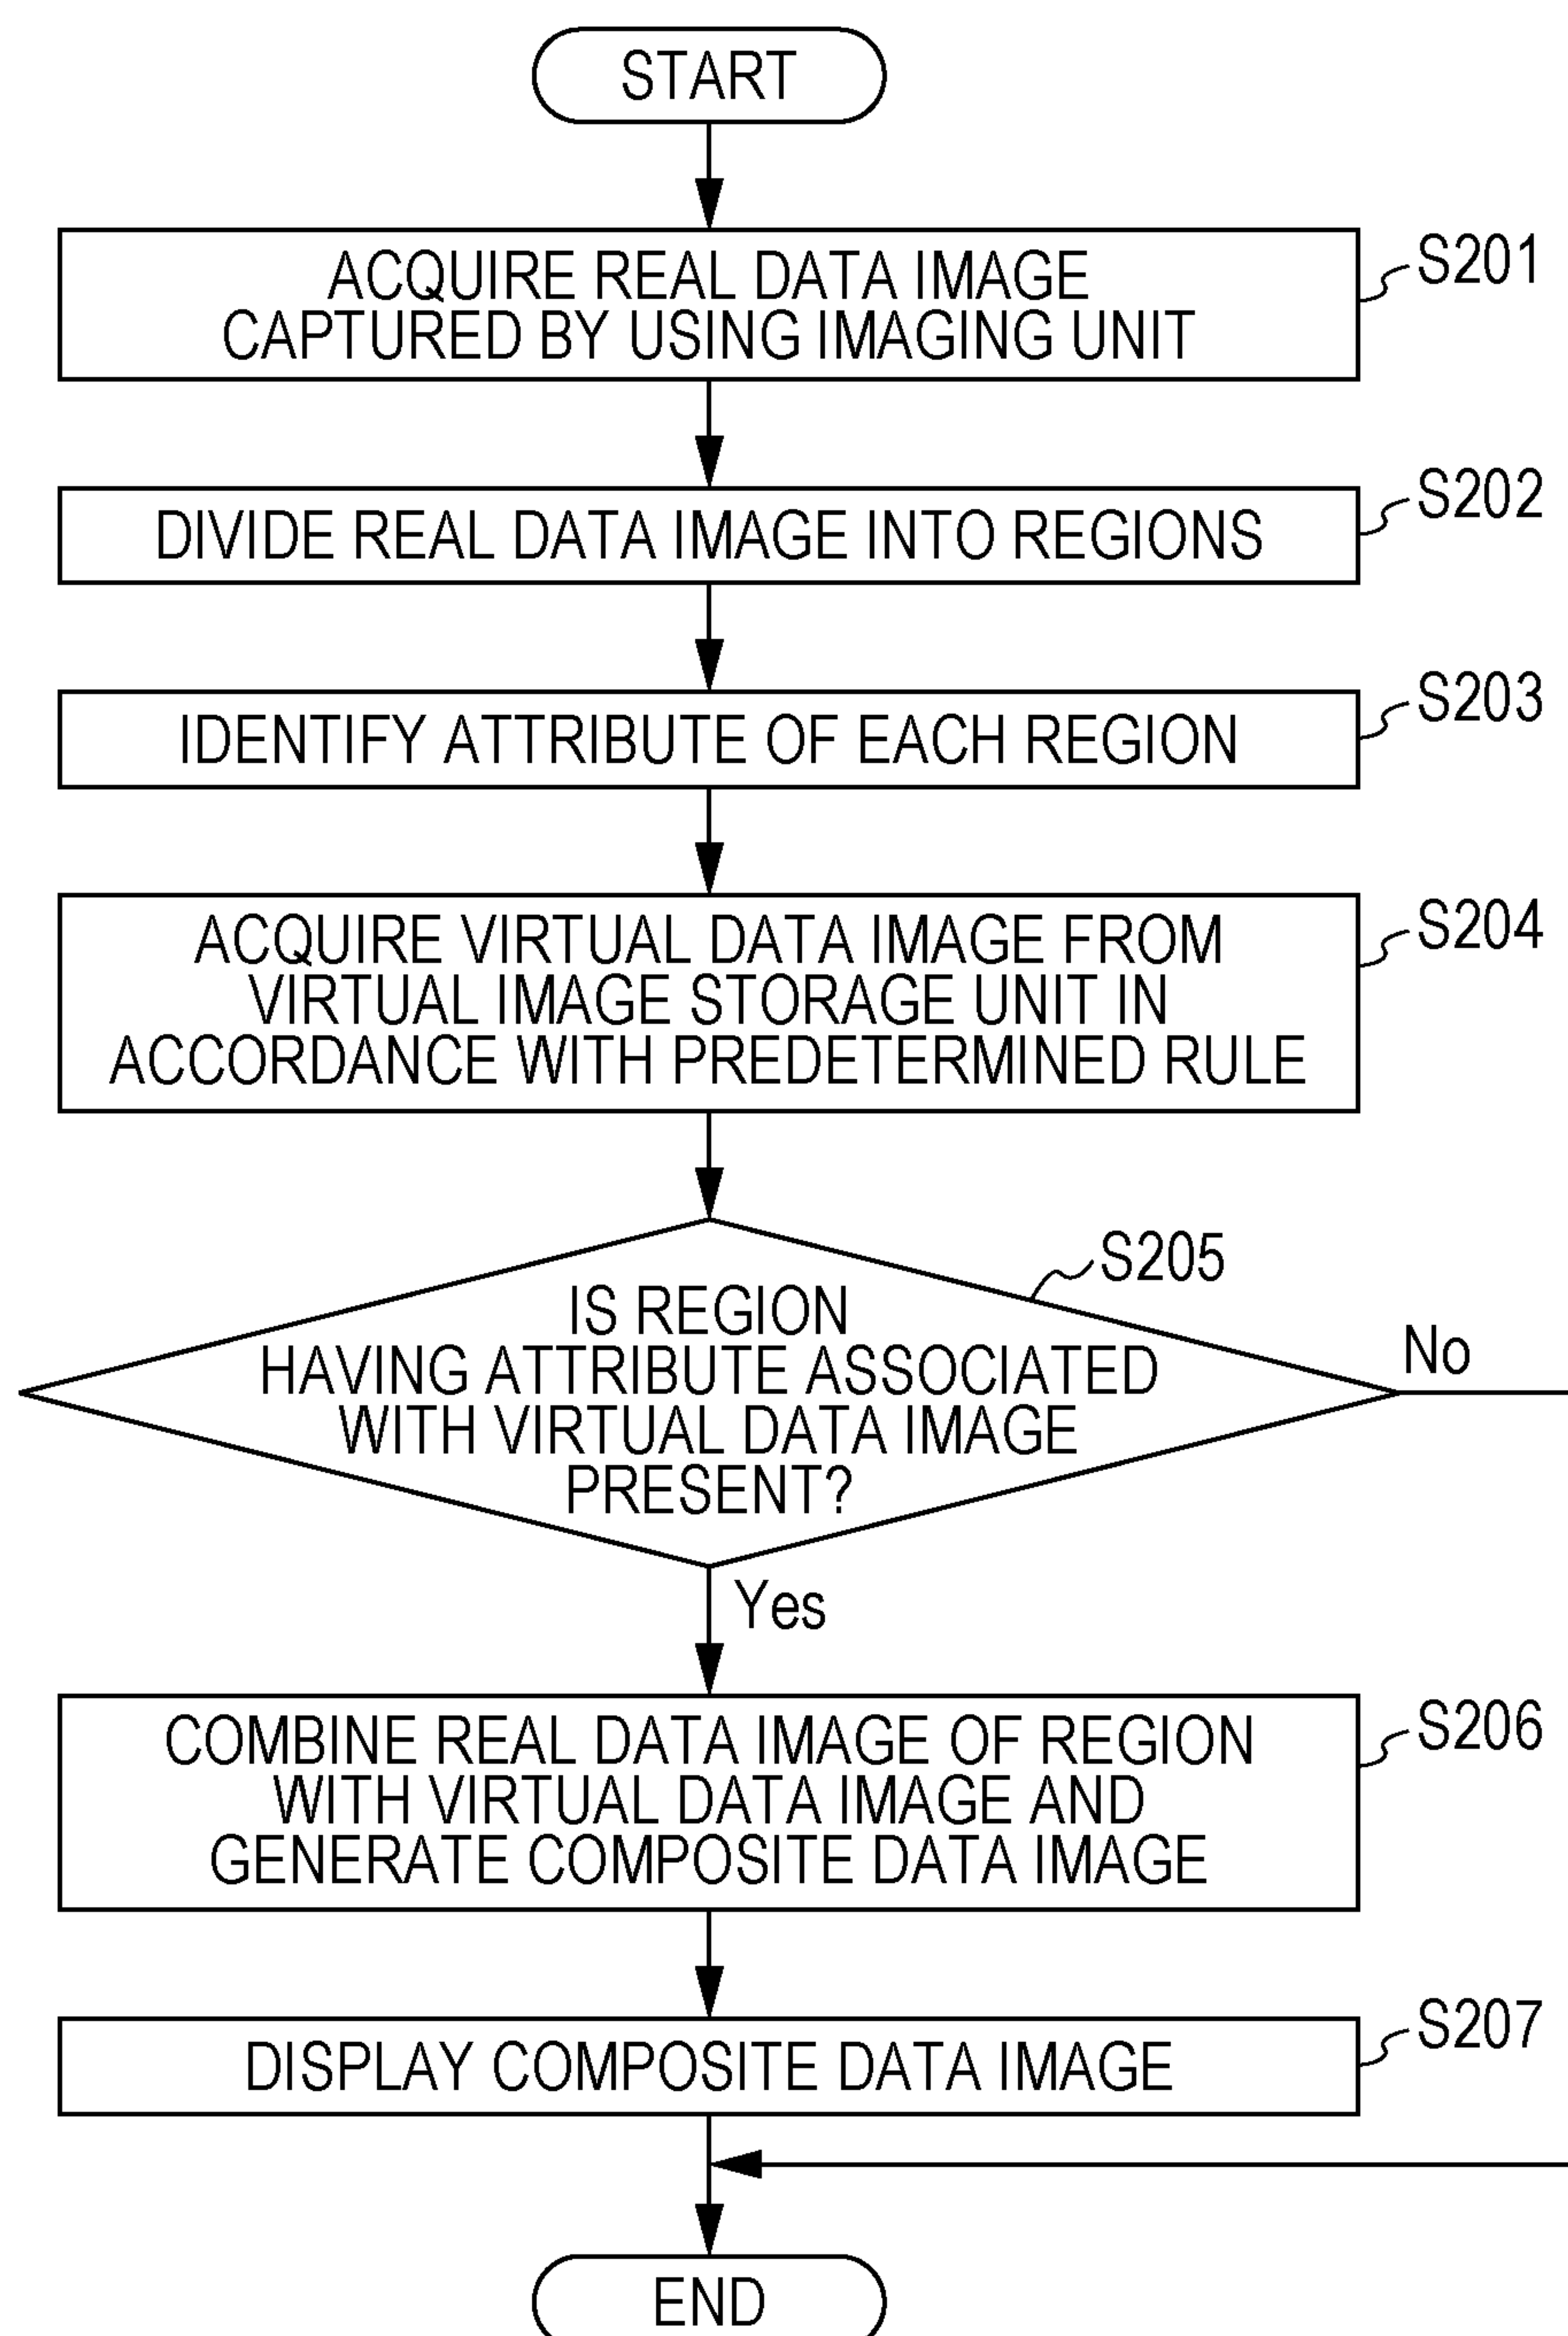 START
ACQUIRE REAL DATA IMAGE
CAPTURED BY USING IMAGING UNIT
S201
DIVIDE REAL DATA IMAGE INTO REGIONS
S202
IDENTIFY ATTRIBUTE OF EACH REGION
S203
ACQUIRE VIRTUAL DATA IMAGE FROM
VIRTUAL IMAGE STORAGE UNIT IN
ACCORDANCE WITH PREDETERMINED RULE
S204
IS REGION
HAVING ATTRIBUTE ASSOCIATED
WITH VIRTUAL DATA IMAGE
PRESENT?
S205
No
Yes
COMBINE REAL DATA IMAGE OF REGION
WITH VIRTUAL DATA IMAGE AND
GENERATE COMPOSITE DATA IMAGE
S206
DISPLAY COMPOSITE DATA IMAGE
S207
END